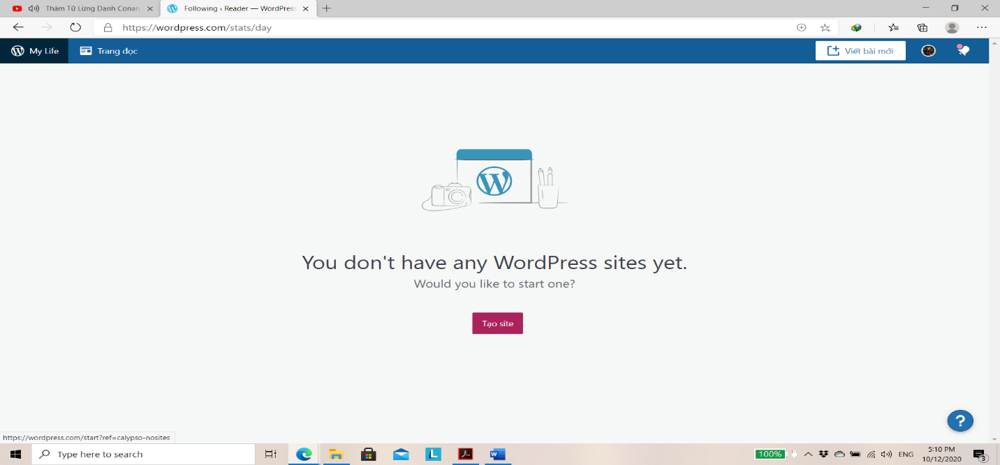 Thám Tử Lừng Danh Conan
Following ‹ Reader — WordPress
https://wordpress.com/stats/day
My Life
Trang đọc
Viết bài mới
You don't have any WordPress sites yet.
Would you like to start one?
Tạo site
?
https://wordpress.com/start?ref=calypso-nosites
Type here to search
L
100%
ENG
5:10 PM
10/12/2020
3